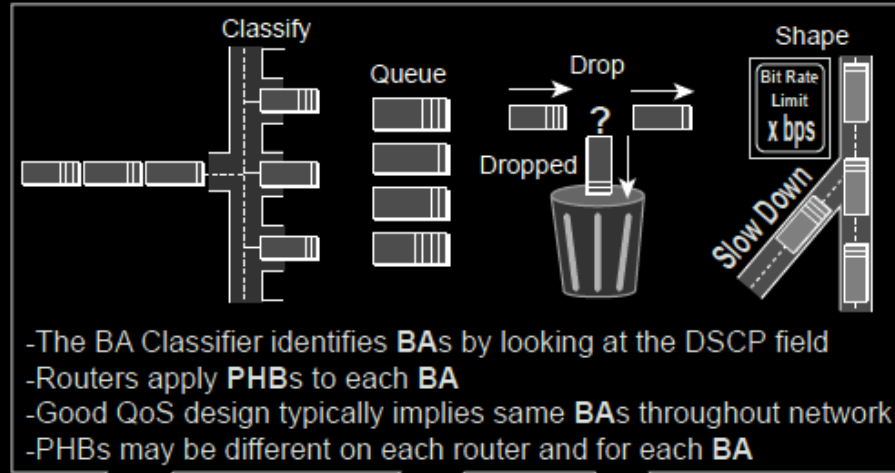 Classify
Queue
Drop
?
Dropped
Shape
Bit Rate
Limit
x bps
Slow Down
-The BA Classifier identifies BAs by looking at the DSCP field
-Routers apply PHBs to each BA
-Good QoS design typically implies same BAs throughout network
-PHBs may be different on each router and for each BA